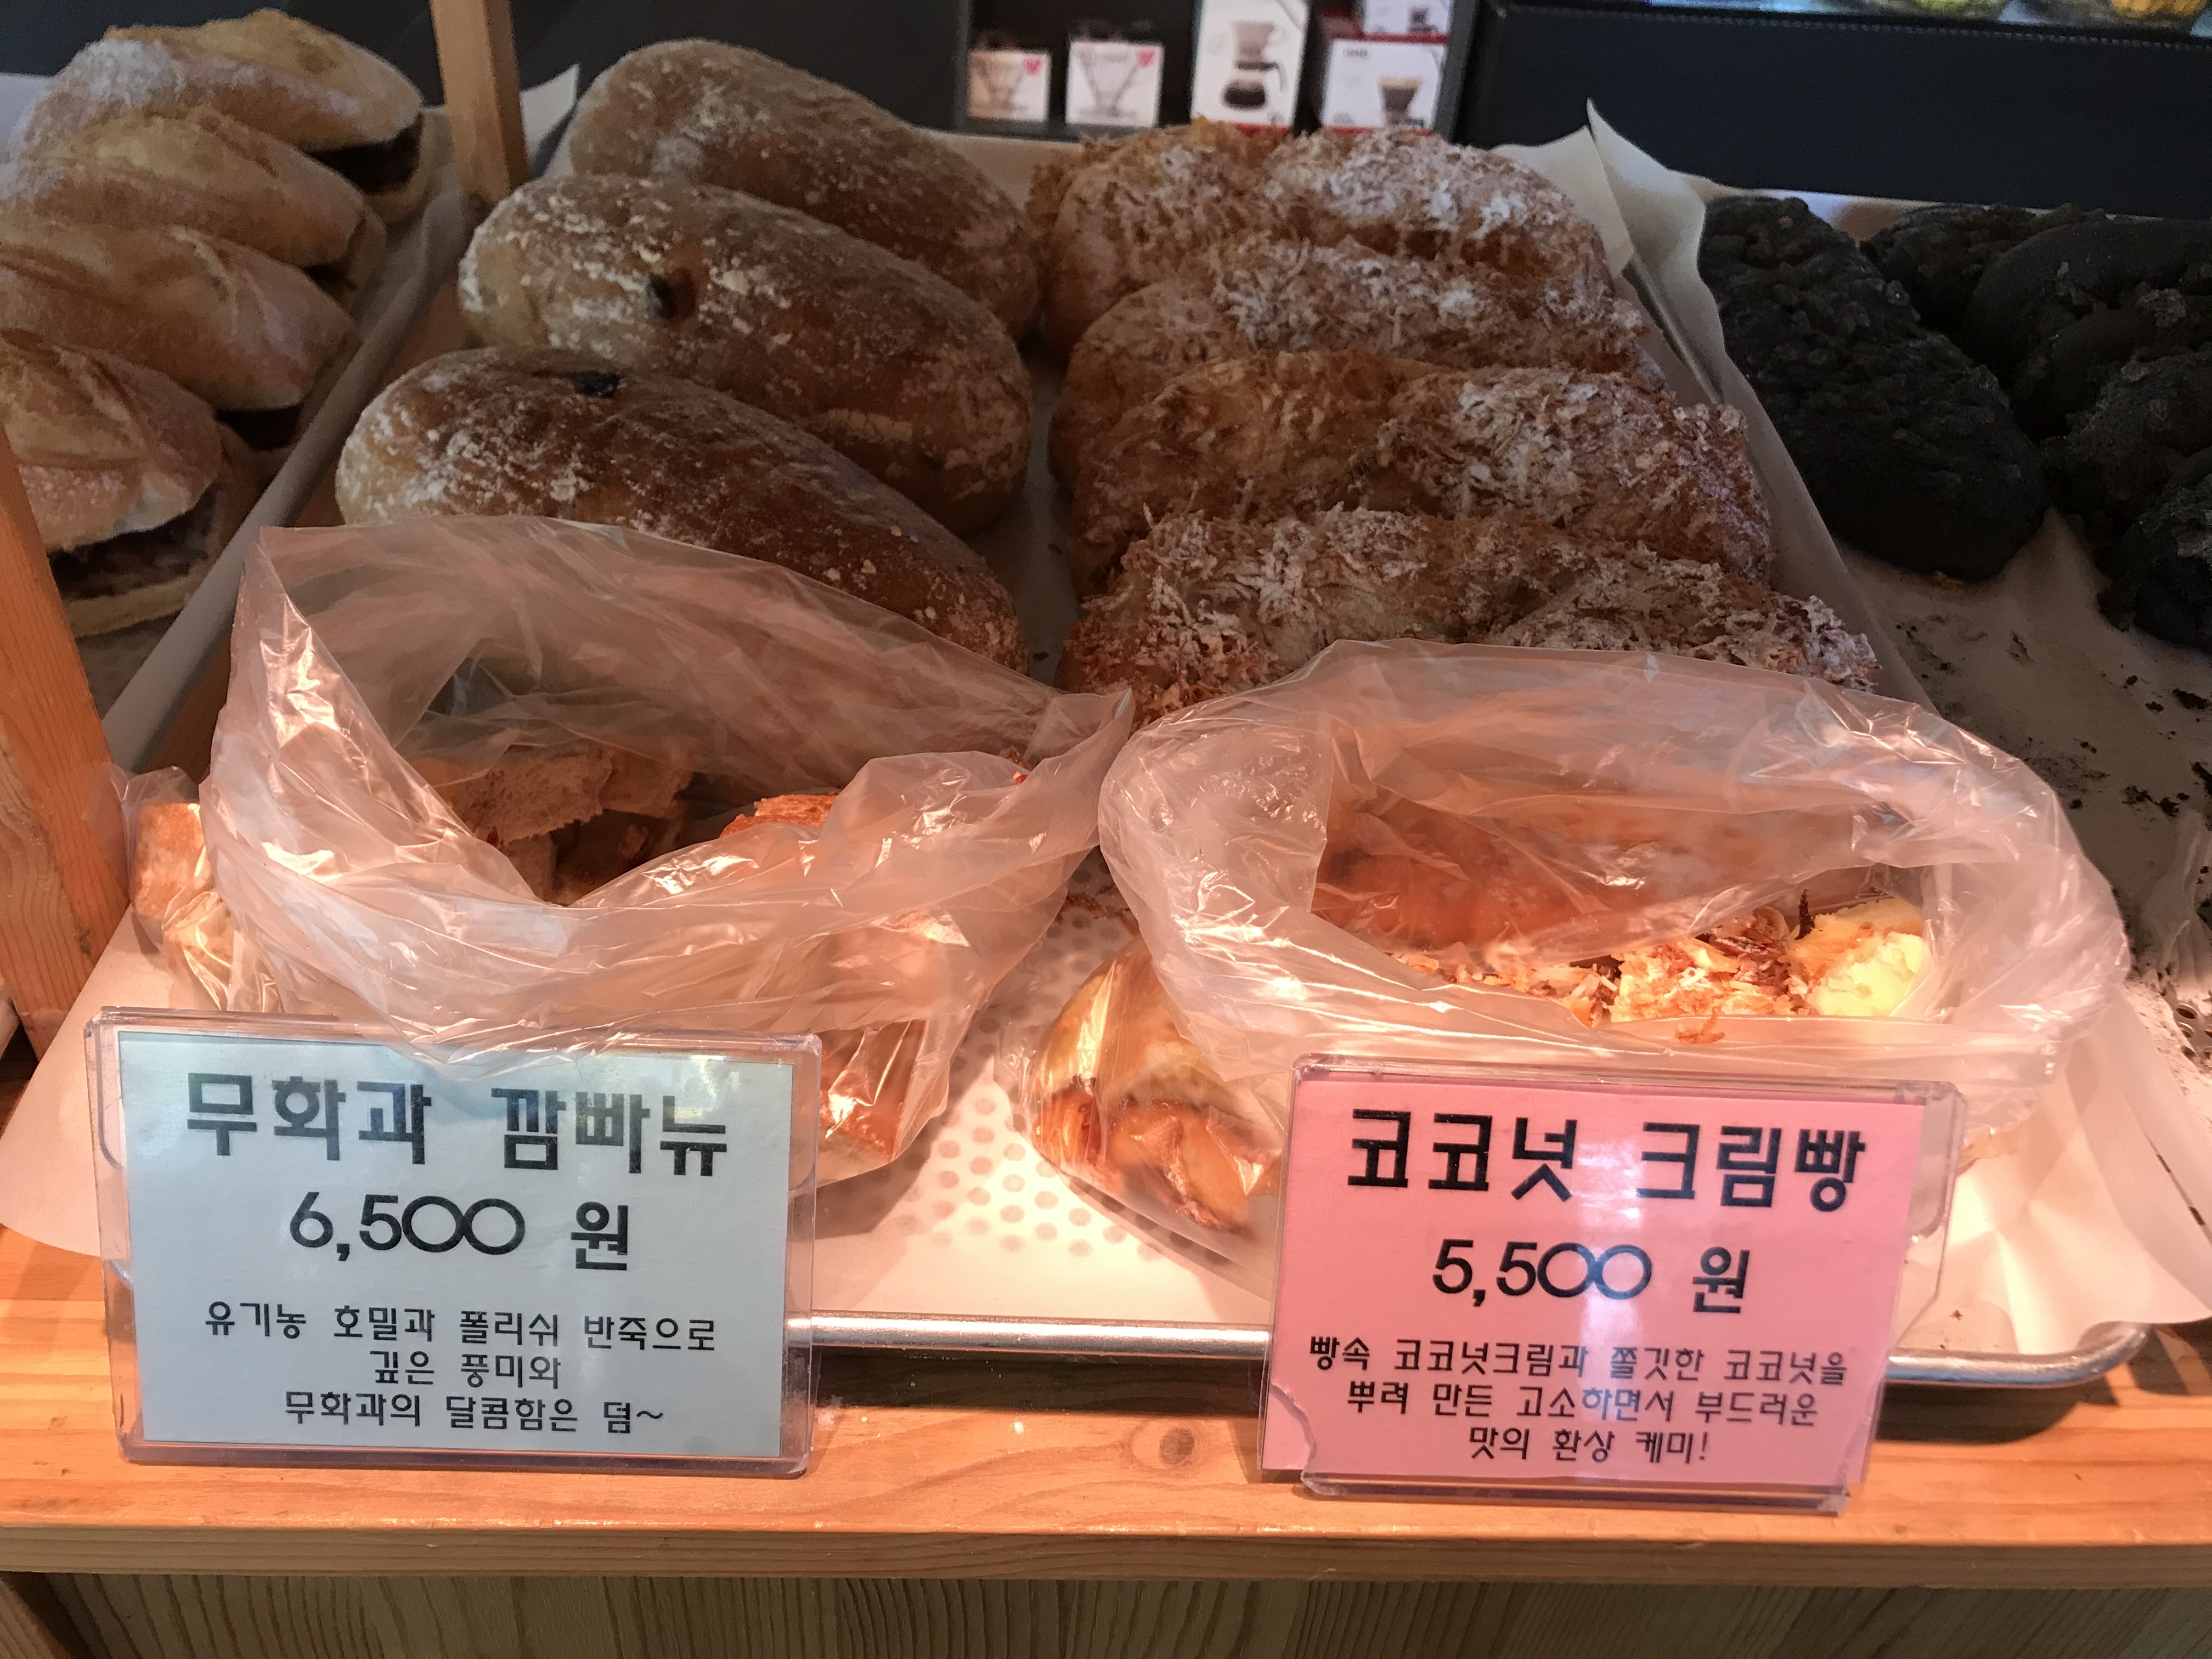 무화과 깜빠뉴
6,500 원
유기농 호밀과 폴리쉬 반죽으로
깊은 풍미와
무화과의 달콤함은 덤~
코코넛 크림빵
5,500 원
빵속 코코넛크림과 쫄깃한 코코넛을
뿌려 만든 고소하면서 부드러운
맛의 환상 케미!